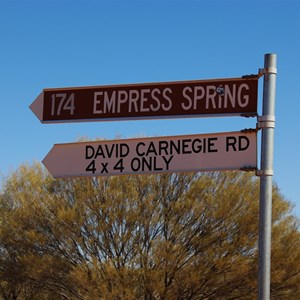 174 EMPRESS SPRING
DAVID CARNEGIE RD
4 x 4 ONLY